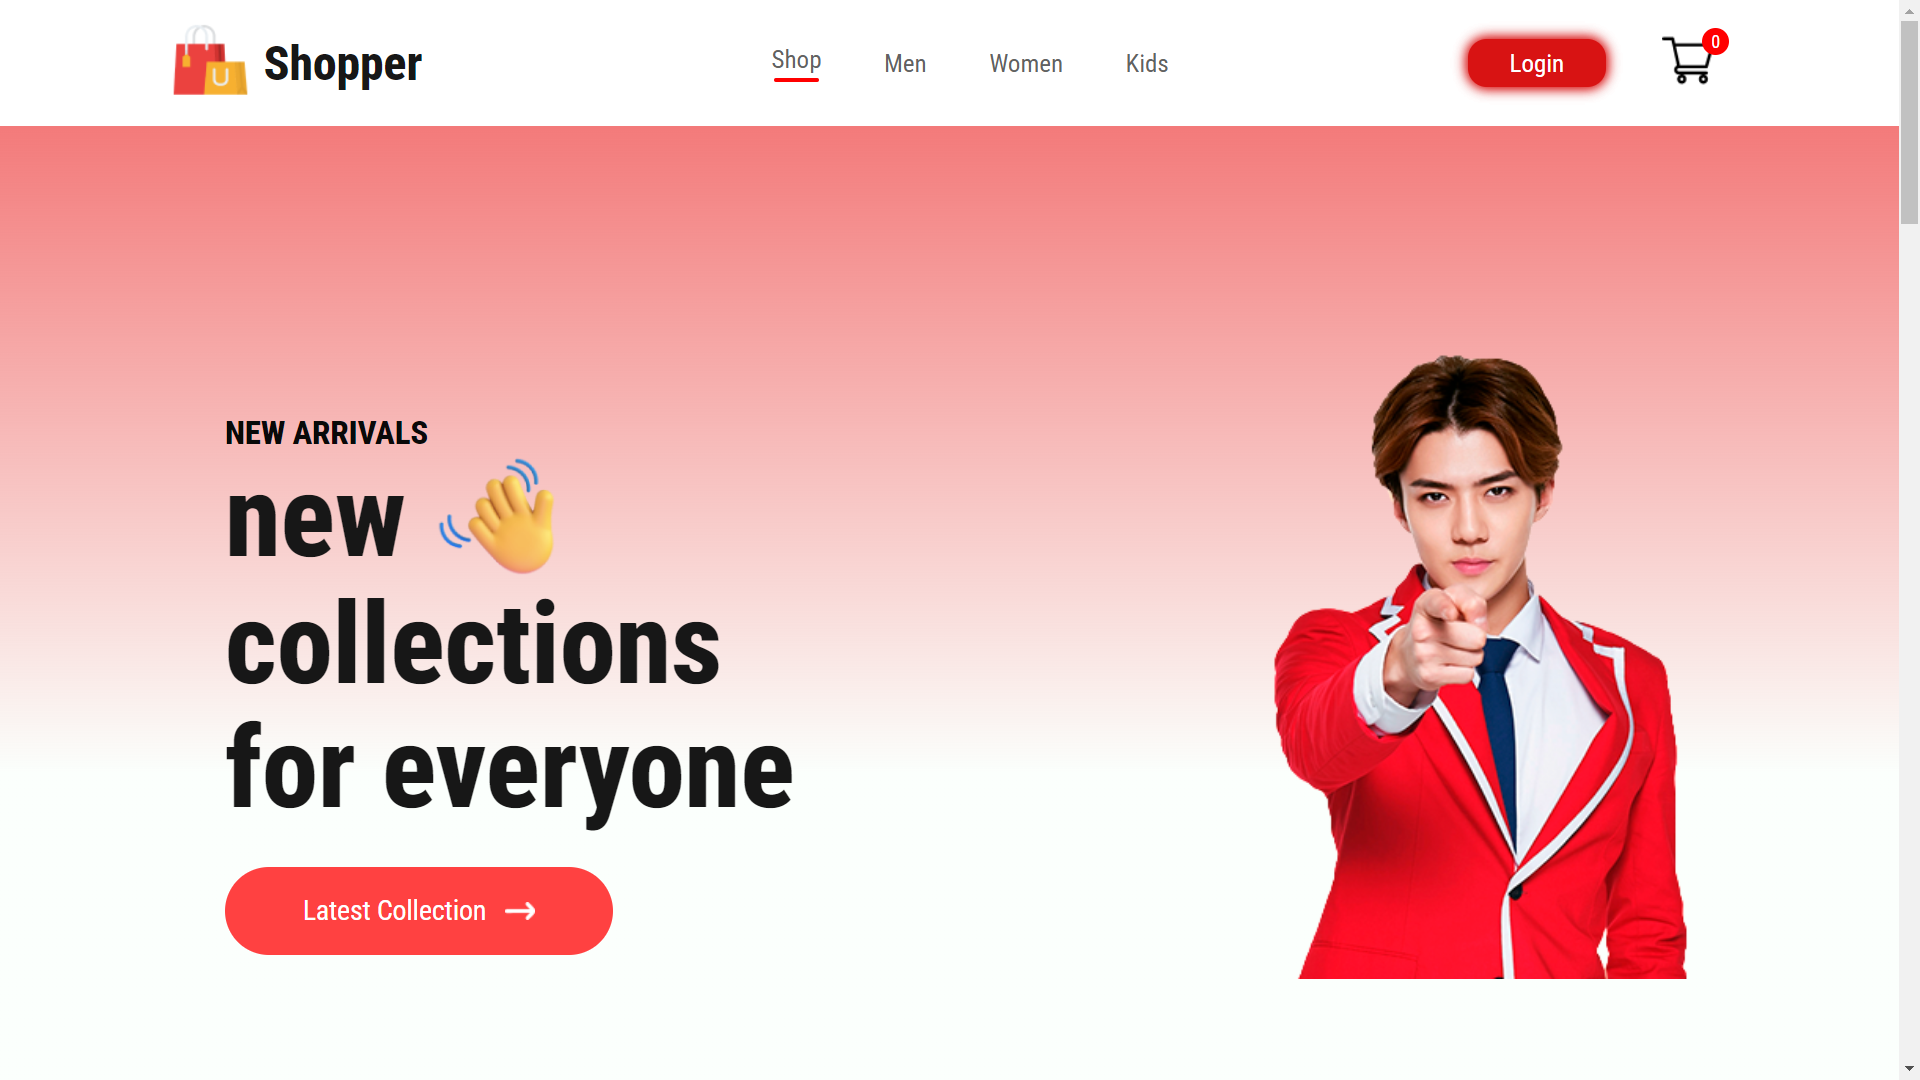 Shopper
Shop
Men
Women
Kids
Login
0
NEW ARRIVALS
new
collections
for everyone
Latest Collection
U